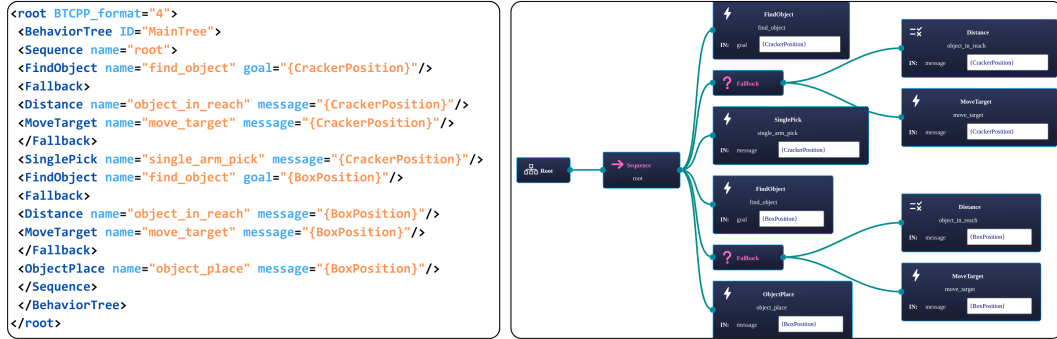 <root BTCPP_format="4">
<BehaviorTree ID="MainTree">
<Sequence name="root">
<FindObject name="find_object" goal="{CrackerPosition}"/>
<Fallback>
<Distance name="object_in_reach" message="{CrackerPosition}"/>
<MoveTarget name="move_target" message="{CrackerPosition}"/>
</Fallback>
<SinglePick name="single_arm_pick" message="{CrackerPosition}"/>
<FindObject name="find_object" goal="{BoxPosition}"/>
<Fallback>
<Distance name="object_in_reach" message="{BoxPosition}"/>
<MoveTarget name="move_target" message="{BoxPosition}"/>
</Fallback>
<ObjectPlace name="object_place" message="{BoxPosition}"/>
</Sequence>
</BehaviorTree>
</root>
Root
Sequence
root
FindObject
find_object
IN: goal {CrackerPosition}
Fallback
Distance
object_in_reach
IN: message {CrackerPosition}
MoveTarget
move_target
IN: message {CrackerPosition}
SinglePick
single_arm_pick
IN: message {CrackerPosition}
FindObject
find_object
IN: goal {BoxPosition}
Fallback
Distance
object_in_reach
IN: message {BoxPosition}
MoveTarget
move_target
IN: message {BoxPosition}
ObjectPlace
object_place
IN: message {BoxPosition}